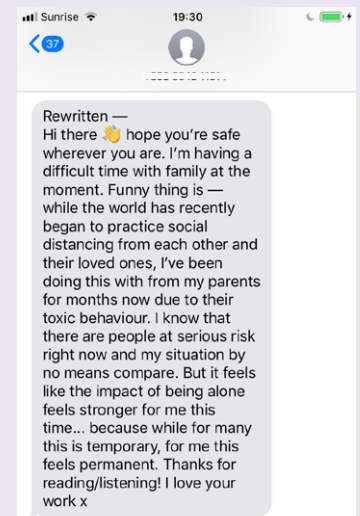 Sunrise 19:30
37
Rewritten —
Hi there 👋 hope you're safe
wherever you are. I'm having a
difficult time with family at the
moment. Funny thing is —
while the world has recently
began to practice social
distancing from each other and
their loved ones, I've been
doing this with from my parents
for months now due to their
toxic behaviour. I know that
there are people at serious risk
right now and my situation by
no means compare. But it feels
like the impact of being alone
feels stronger for me this
time... because while for many
this is temporary, for me this
feels permanent. Thanks for
reading/listening! I love your
work x